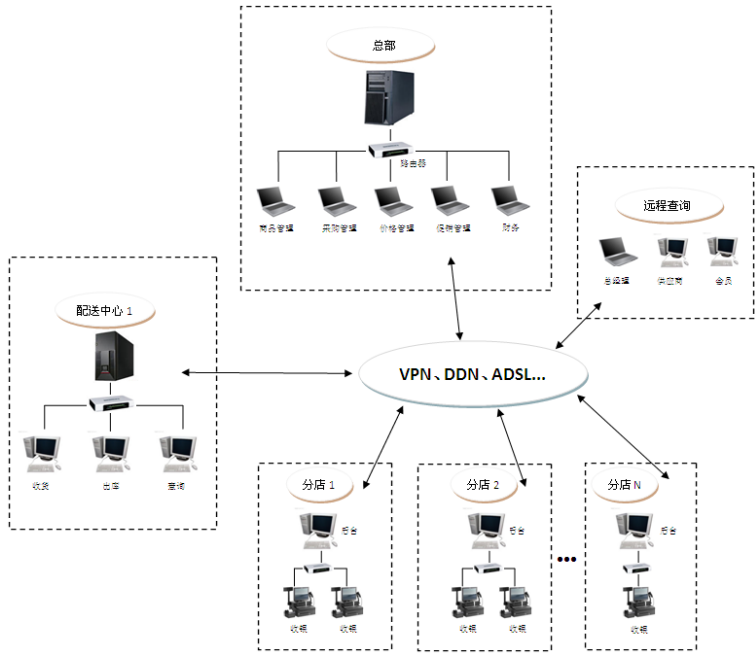 总部
路由器
商品管理
采购管理
价格管理
促销管理
财务
远程查询
总经理
供应商
会员
配送中心 1
收货
出库
查询
VPN、DDN、ADSL...
分店 1
后台
收银
收银
分店 2
后台
收银
收银
...
分店 N
后台
收银